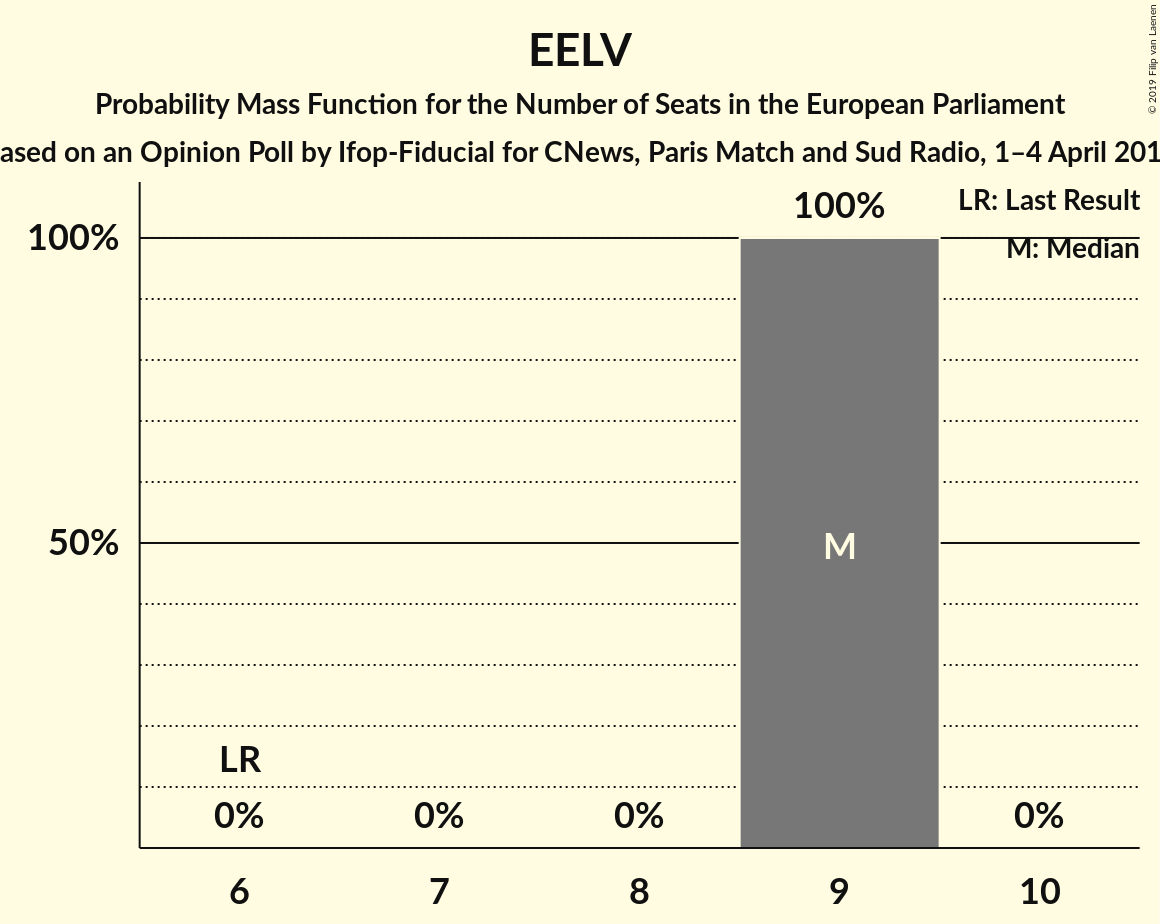 EELV
Probability Mass Function for the Number of Seats in the European Parliament
ased on an Opinion Poll by Ifop-Fiducial for CNews, Paris Match and Sud Radio, 1–4 April 201
© 2019 Filip van Laenen
LR: Last Result
M: Median
100%
100%
50%
M
LR
0% 0% 0% 0%
6 7 8 9 10